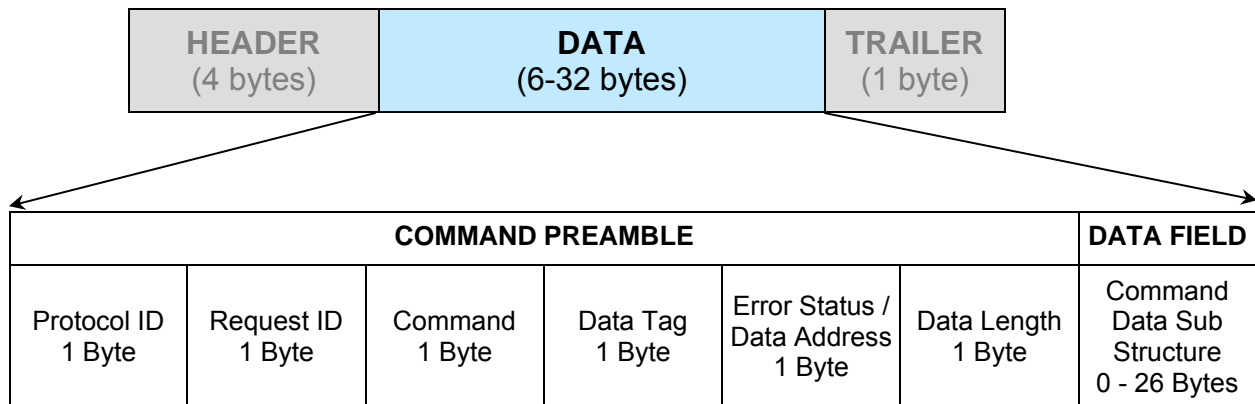 HEADER
(4 bytes)
DATA
(6-32 bytes)
TRAILER
(1 byte)
COMMAND PREAMBLE
DATA FIELD
Protocol ID
1 Byte
Request ID
1 Byte
Command
1 Byte
Data Tag
1 Byte
Error Status /
Data Address
1 Byte
Data Length
1 Byte
Command
Data Sub
Structure
0 - 26 Bytes